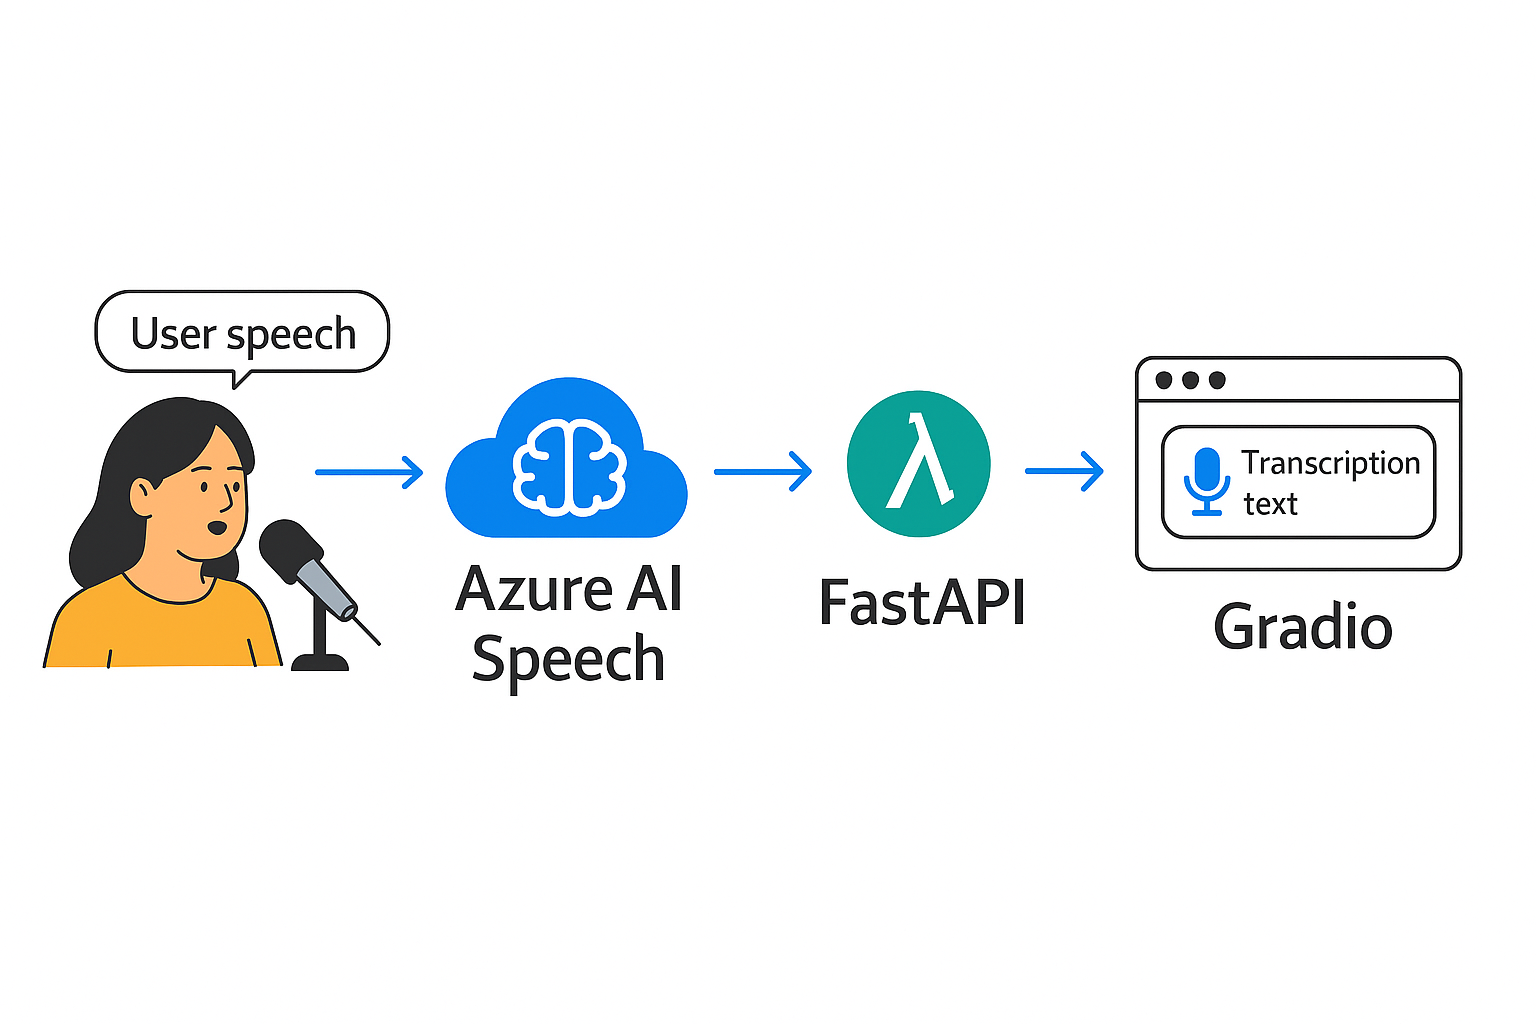 User speech
Azure AI
Speech
FastAPI
Transcription
text
Gradio